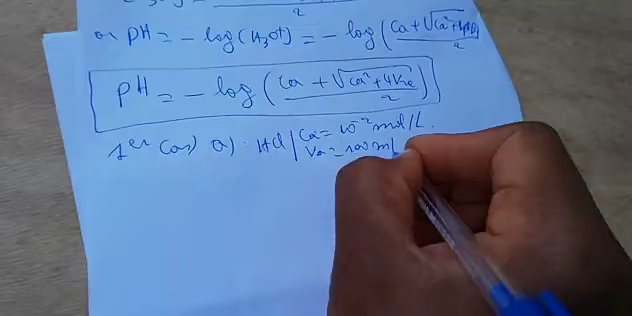 or PH = - log(H3O+) = - log (Ca + √Ca² + 4Ke / 2)
PH = - log (Ca + √Ca² + 4Ke / 2)
1er Cas) a) . HCl / Ca = 10⁻² mol/L.
Va = 100 mL